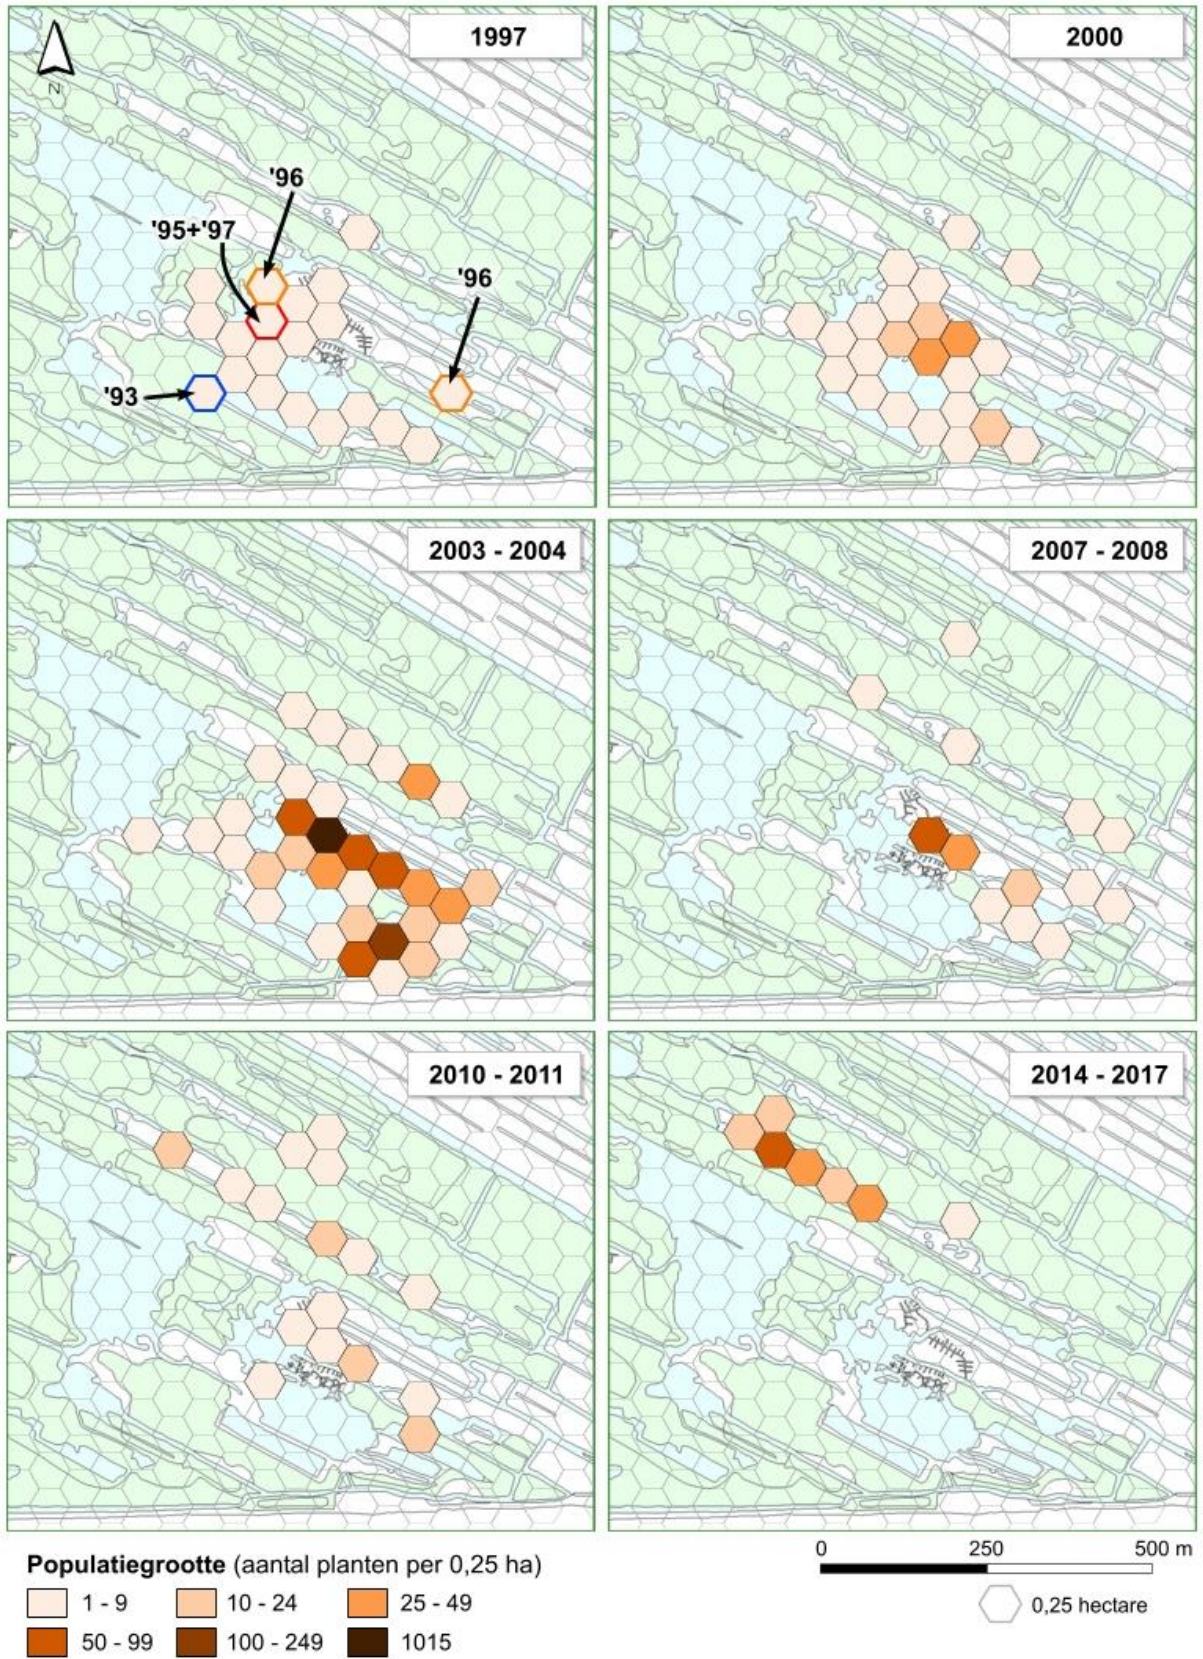 1997
2000
N
'96
'95+'97
'96
'93
2003 - 2004
2007 - 2008
2010 - 2011
2014 - 2017
Populatiegrootte (aantal planten per 0,25 ha)
1 - 9
10 - 24
25 - 49
50 - 99
100 - 249
1015
0 250 500 m
0,25 hectare